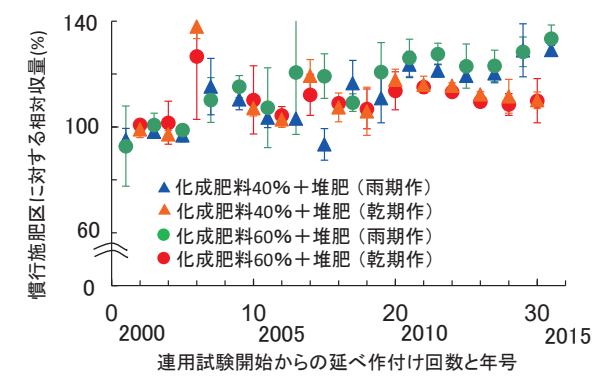 慣行施肥区に対する相対収量(%)
140
100
60
0
▲化成肥料40%＋堆肥（雨期作）
▲化成肥料40%＋堆肥（乾期作）
●化成肥料60%＋堆肥（雨期作）
●化成肥料60%＋堆肥（乾期作）
0 10 20 30
2000 2005 2010 2015
連用試験開始からの延べ作付け回数と年号